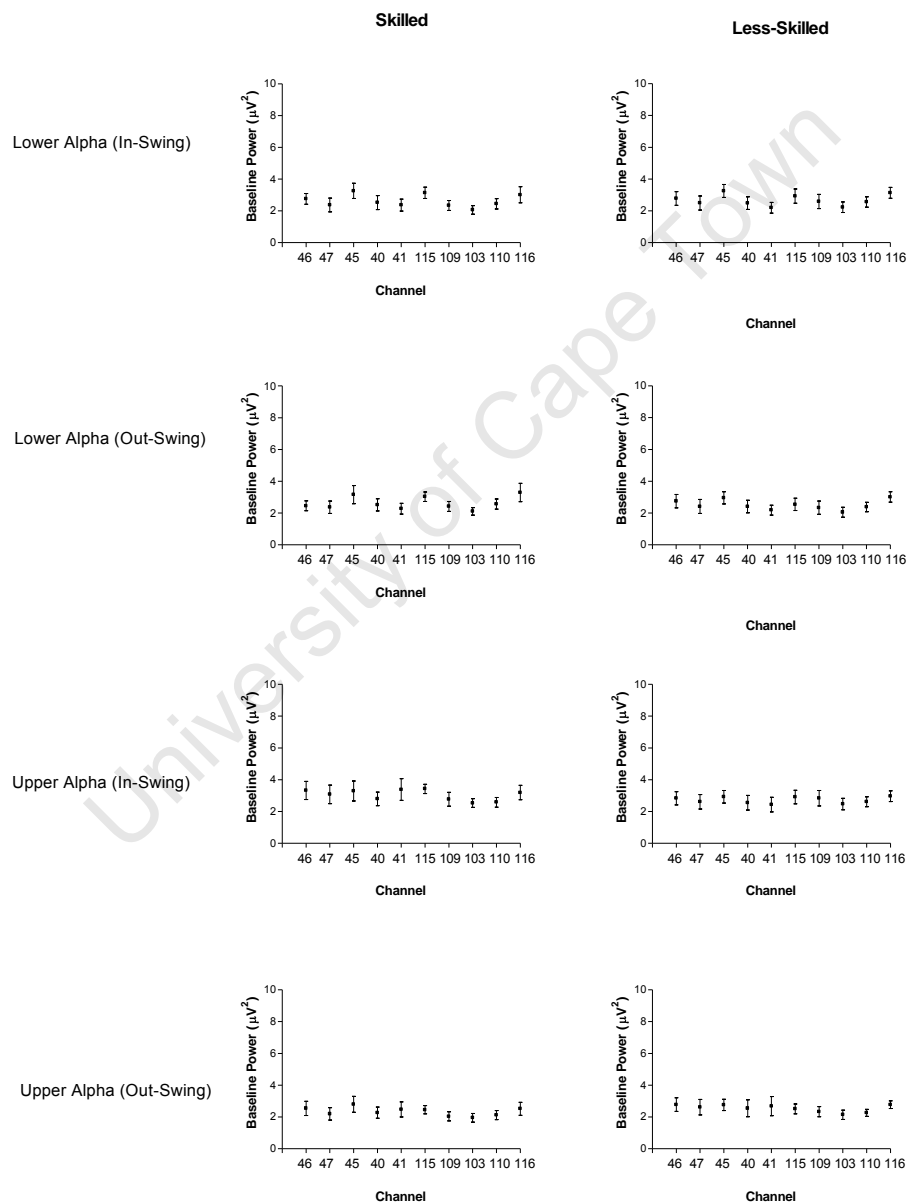 Skilled
Less-Skilled
Lower Alpha (In-Swing)
Baseline Power (µV²)
10
8
6
4
2
0
46 47 45 40 41 115 109 103 110 116
Channel
Baseline Power (µV²)
10
8
6
4
2
0
46 47 45 40 41 115 109 103 110 116
Channel
Lower Alpha (Out-Swing)
Baseline Power (µV²)
10
8
6
4
2
0
46 47 45 40 41 115 109 103 110 116
Channel
Baseline Power (µV²)
10
8
6
4
2
0
46 47 45 40 41 115 109 103 110 116
Channel
Upper Alpha (In-Swing)
Baseline Power (µV²)
10
8
6
4
2
0
46 47 45 40 41 115 109 103 110 116
Channel
Baseline Power (µV²)
10
8
6
4
2
0
46 47 45 40 41 115 109 103 110 116
Channel
Upper Alpha (Out-Swing)
Baseline Power (µV²)
10
8
6
4
2
0
46 47 45 40 41 115 109 103 110 116
Channel
Baseline Power (µV²)
10
8
6
4
2
0
46 47 45 40 41 115 109 103 110 116
Channel
University of Cape Town